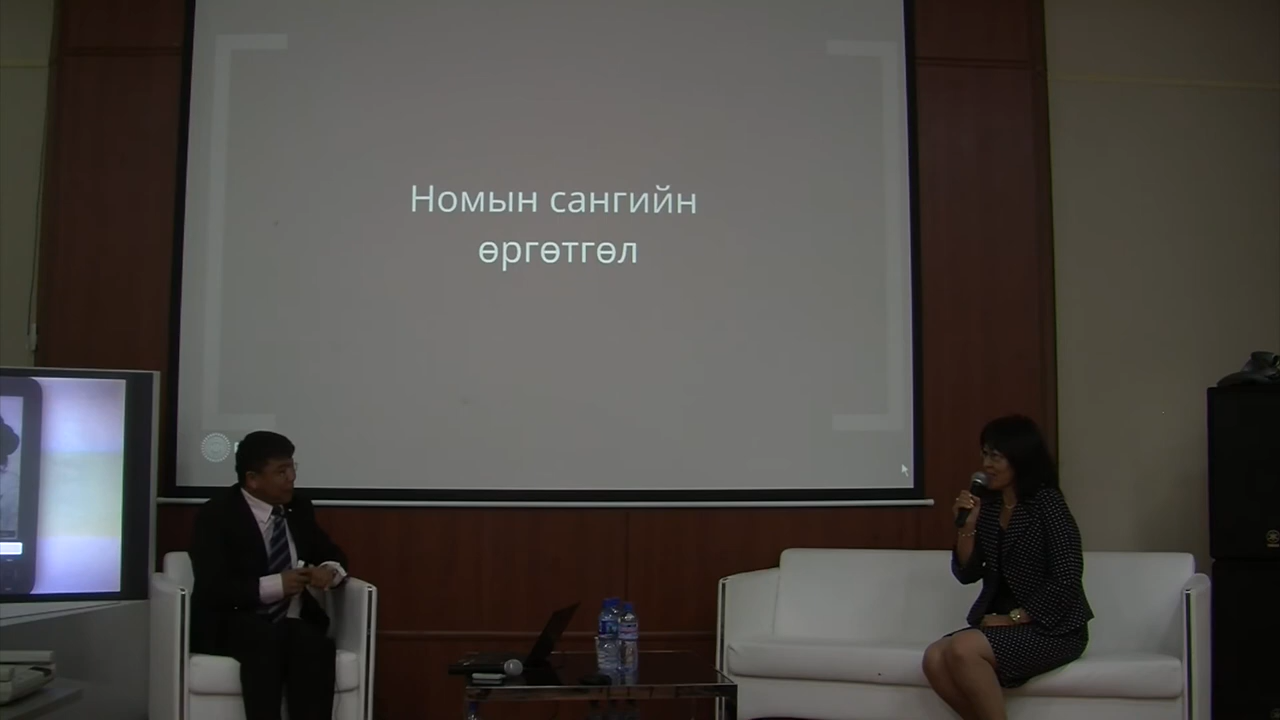 Номын сангийн
өргөтгөл